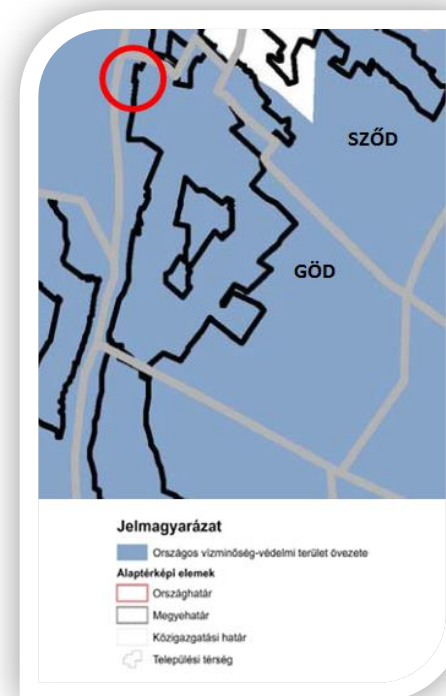 SZŐD
GÖD
Jelmagyarázat
Országos vízminőség-védelmi terület övezete
Alaptérképi elemek
Országhatár
Megyehatár
Közigazgatási határ
Települési térség